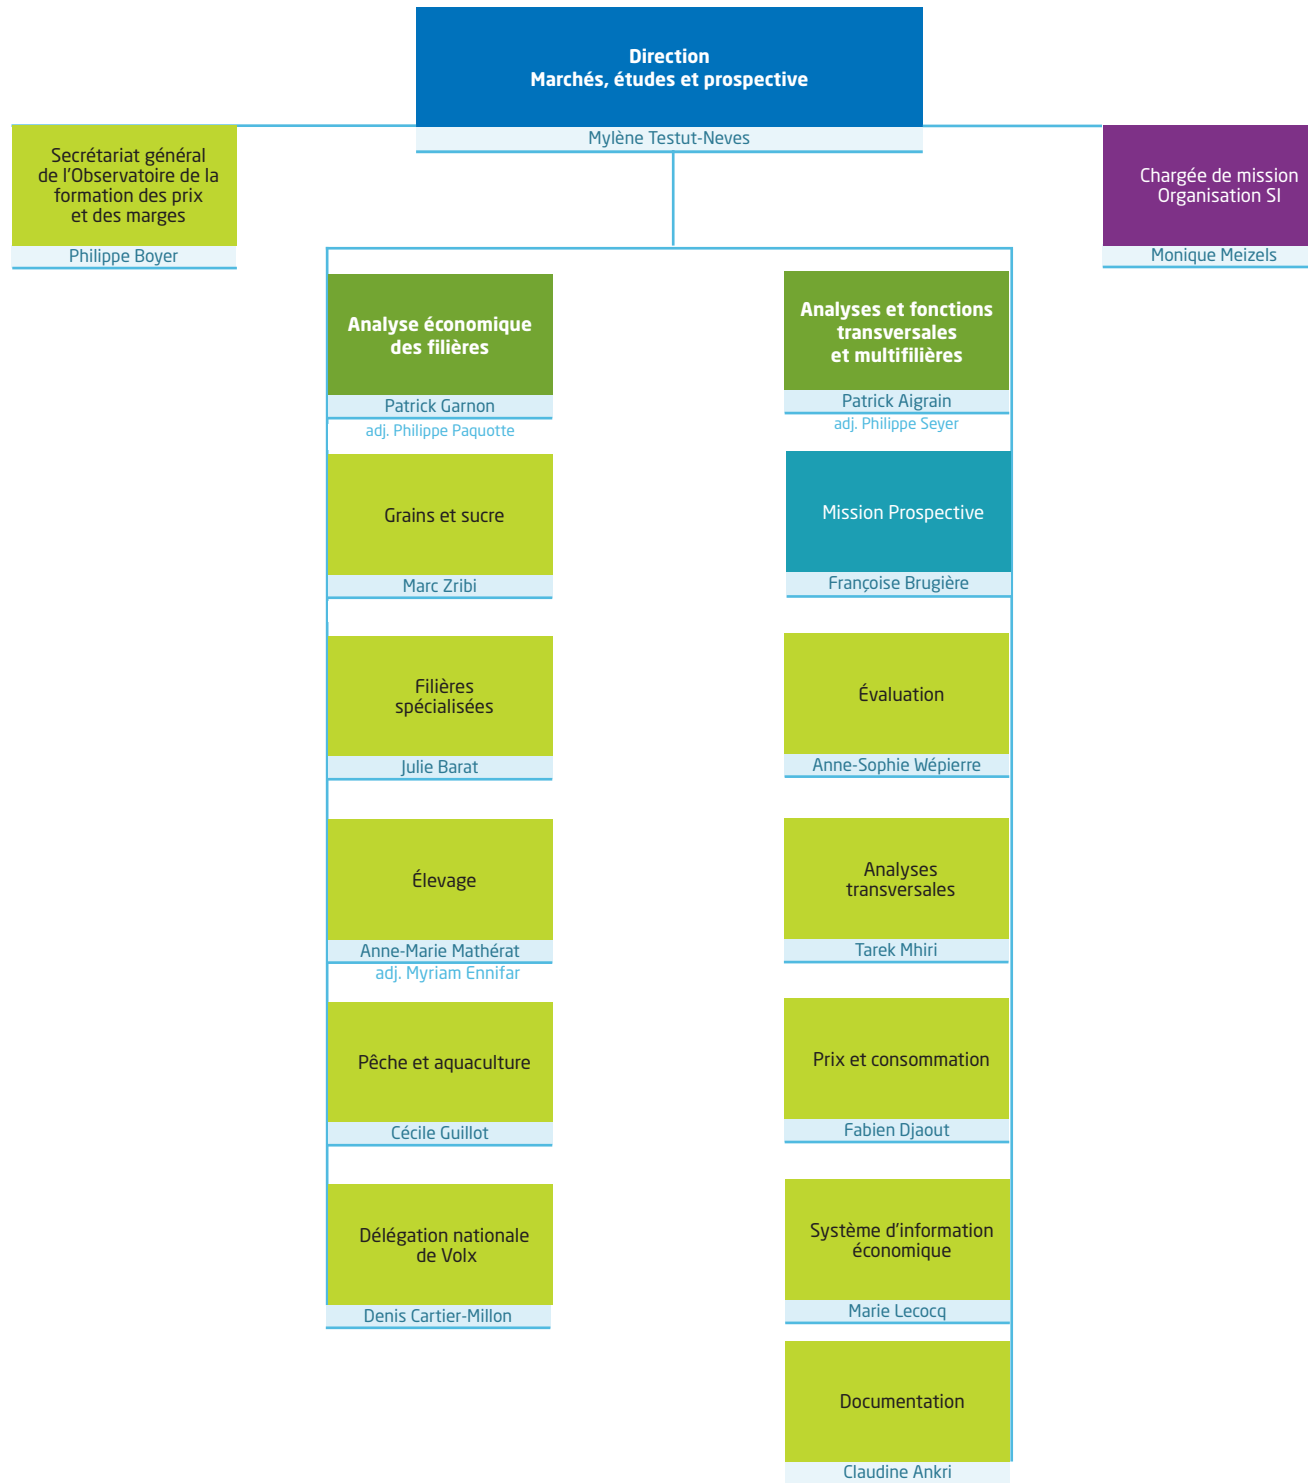 Direction
Marchés, études et prospective
Mylène Testut-Neves
Secrétariat général
de l'Observatoire de la
formation des prix
et des marges
Philippe Boyer
Chargée de mission
Organisation SI
Monique Meizels
Analyse économique
des filières
Patrick Garnon
adj. Philippe Paquotte
Grains et sucre
Marc Zribi
Filières
spécialisées
Julie Barat
Élevage
Anne-Marie Mathérat
adj. Myriam Ennifar
Pêche et aquaculture
Cécile Guillot
Délégation nationale
de Volx
Denis Cartier-Millon
Analyses et fonctions
transversales
et multifilières
Patrick Aigrain
adj. Philippe Seyer
Mission Prospective
Françoise Brugière
Évaluation
Anne-Sophie Wépierre
Analyses
transversales
Tarek Mhiri
Prix et consommation
Fabien Djaout
Système d'information
économique
Marie Lecocq
Documentation
Claudine Ankri